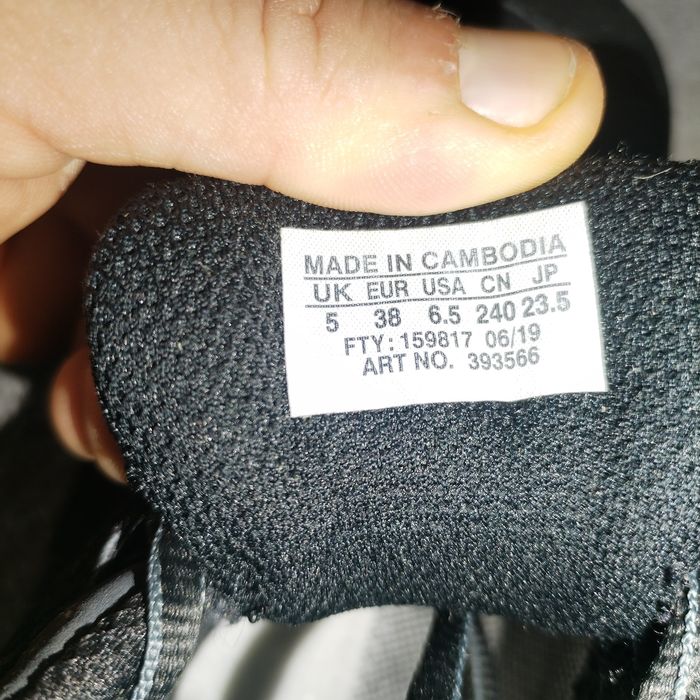 MADE IN CAMBODIA
UK EUR USA CN JP
5 38 6.5 240 23.5
FTY: 159817 06/19
ART NO. 393566